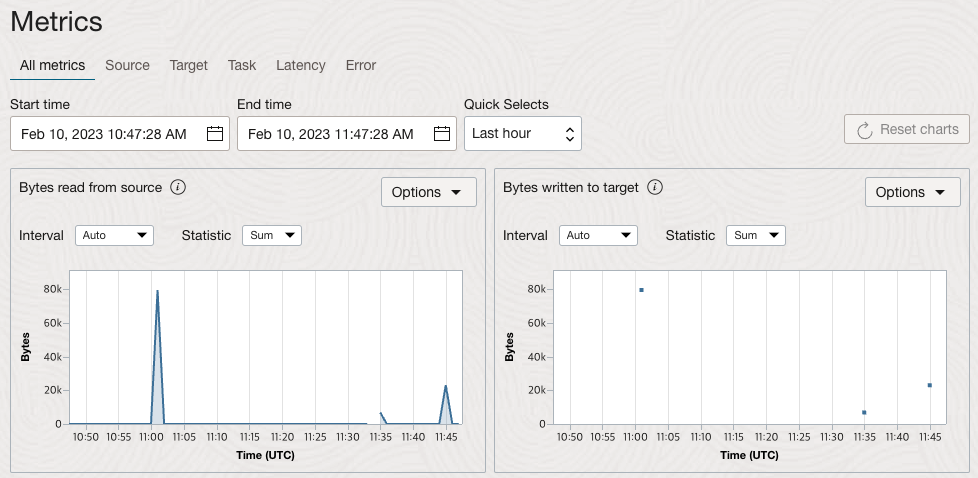 Metrics
All metrics Source Target Task Latency Error
Start time End time Quick Selects
Feb 10, 2023 10:47:28 AM Feb 10, 2023 11:47:28 AM Last hour Reset charts
Bytes read from source i Options
Interval Auto Statistic Sum
80k
60k
40k
20k
0
Bytes
10:50 10:55 11:00 11:05 11:10 11:15 11:20 11:25 11:30 11:35 11:40 11:45
Time (UTC)
Bytes written to target i Options
Interval Auto Statistic Sum
80k
60k
40k
20k
0
Bytes
10:50 10:55 11:00 11:05 11:10 11:15 11:20 11:25 11:30 11:35 11:40 11:45
Time (UTC)